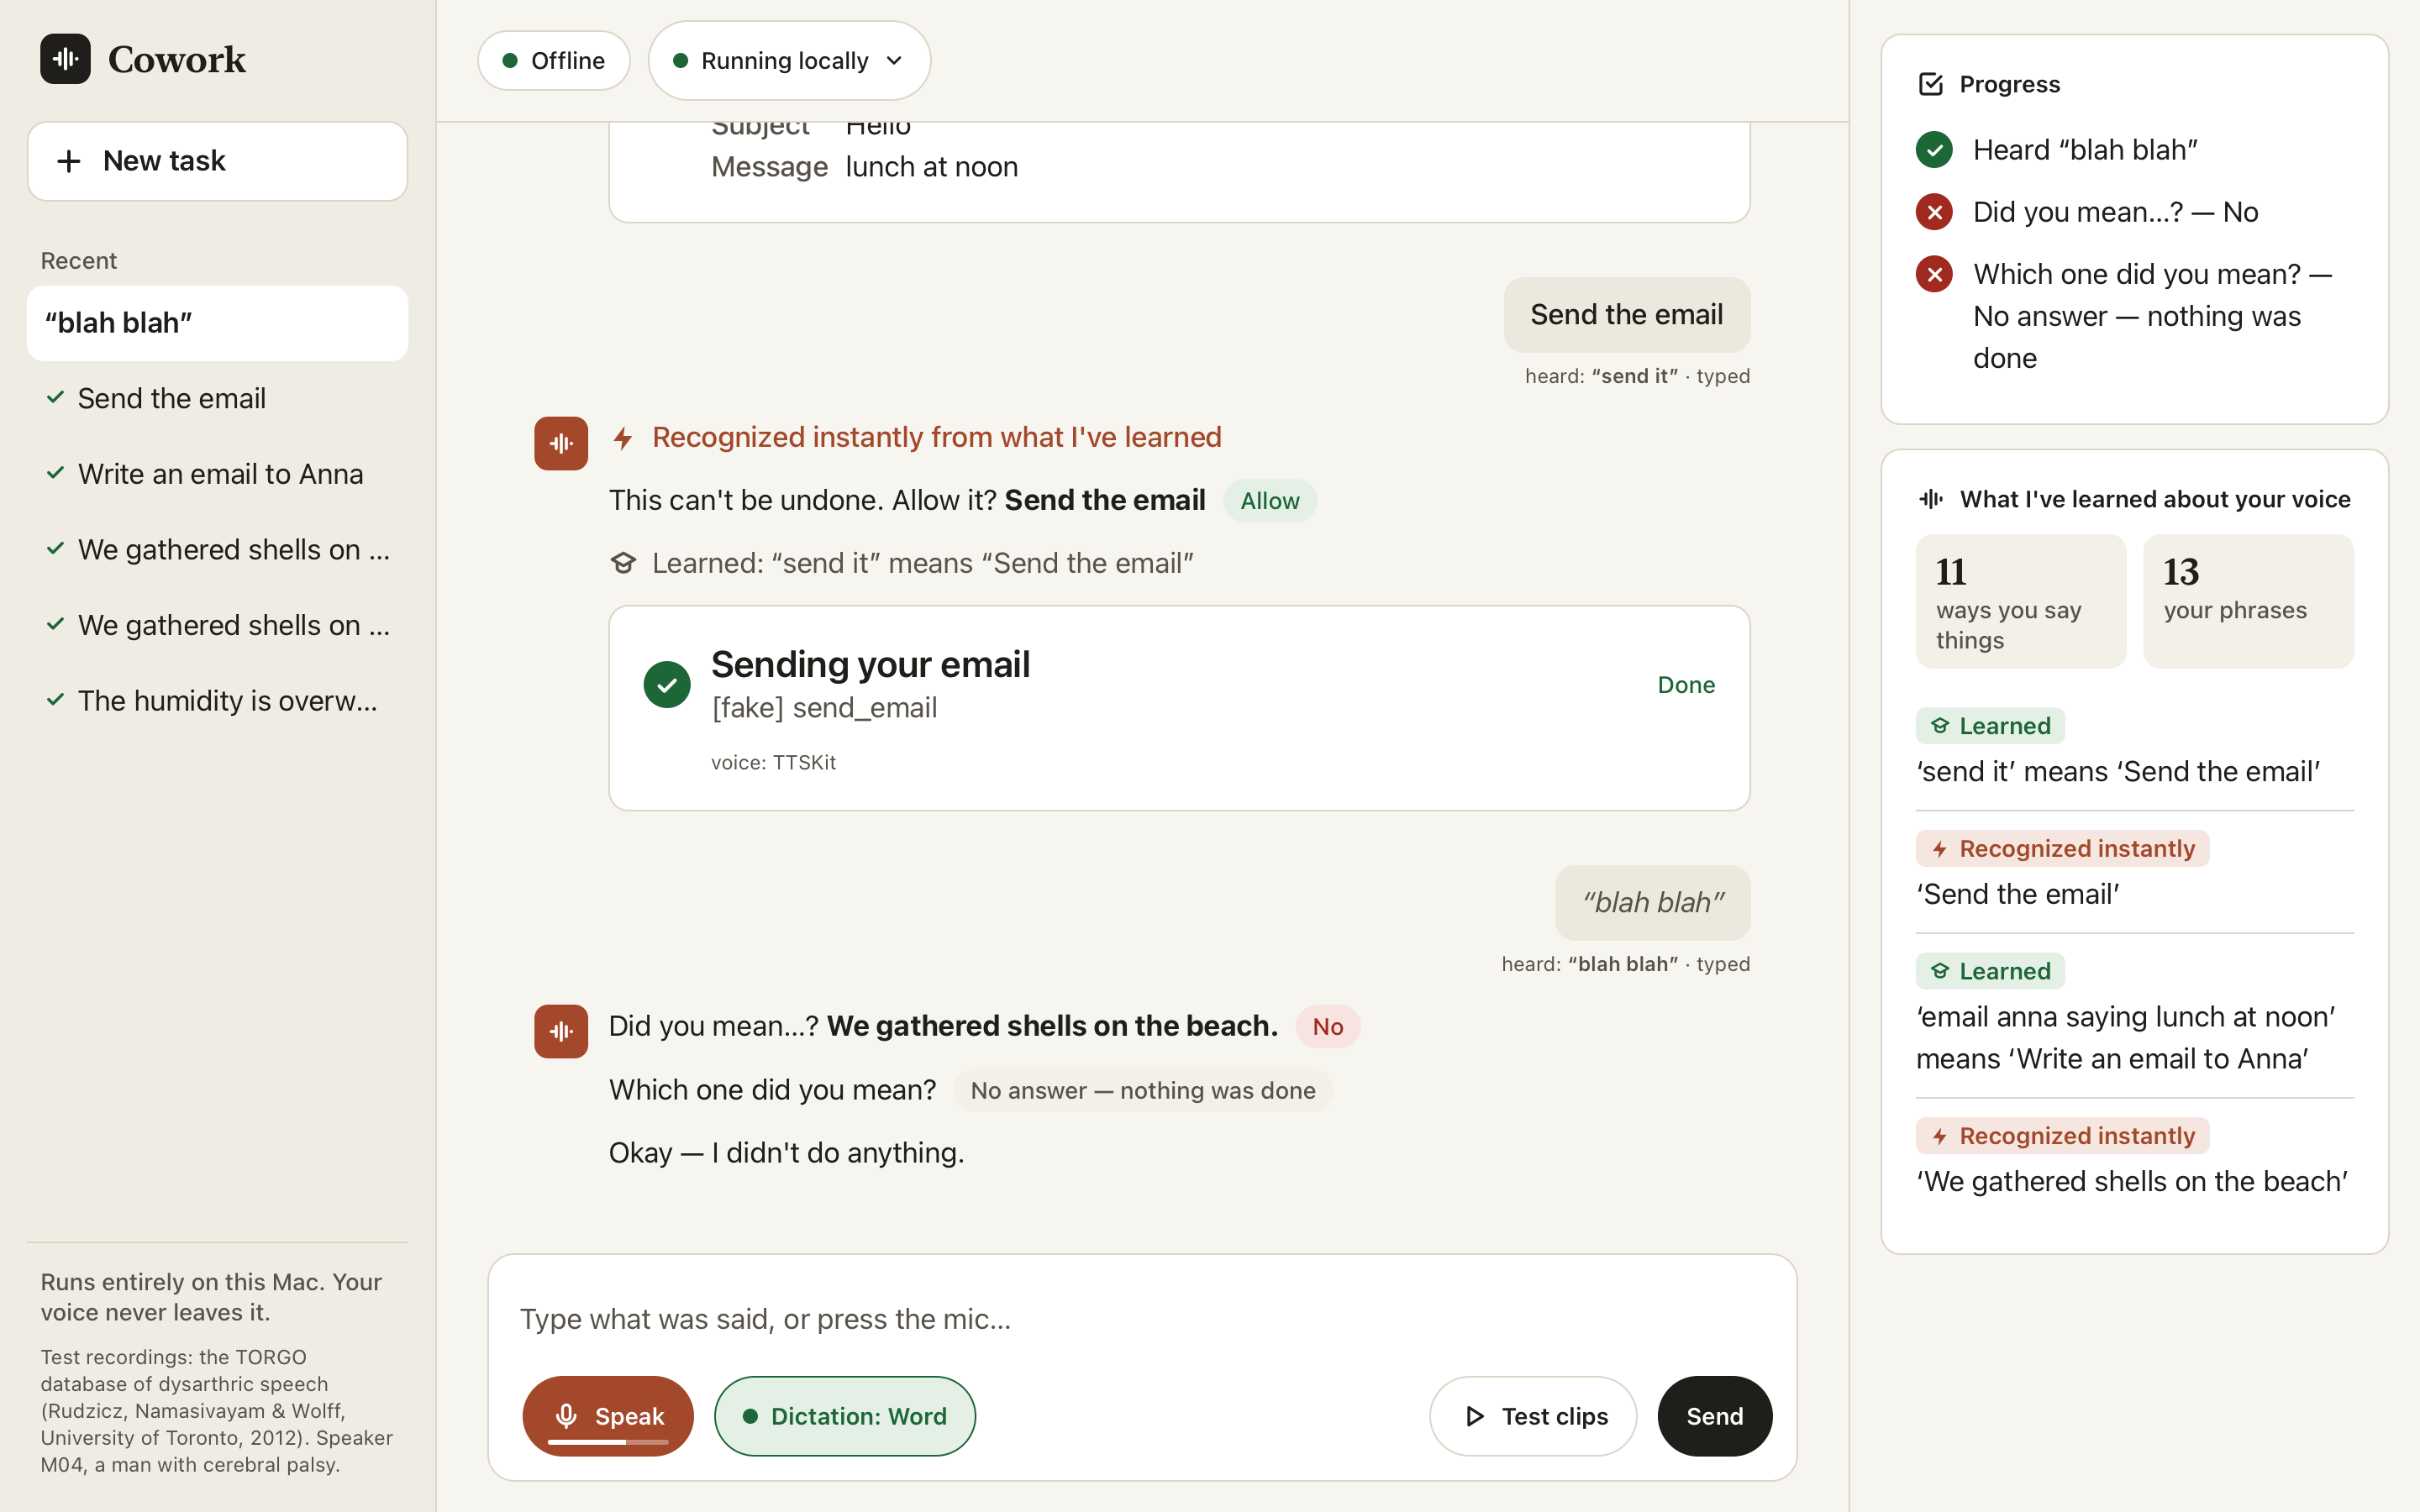 Cowork
New task
Recent
“blah blah”
Send the email
Write an email to Anna
We gathered shells on ...
We gathered shells on ...
The humidity is overw...
Runs entirely on this Mac. Your
voice never leaves it.
Test recordings: the TORGO
database of dysarthric speech
(Rudzicz, Namasivayam & Wolff,
University of Toronto, 2012). Speaker
M04, a man with cerebral palsy.
Offline
Running locally
Subject Hello
Message lunch at noon
Send the email
heard: “send it” · typed
Recognized instantly from what I've learned
This can't be undone. Allow it? Send the email Allow
Learned: “send it” means “Send the email”
Sending your email
[fake] send_email
Done
voice: TTSKit
“blah blah”
heard: “blah blah” · typed
Did you mean...? We gathered shells on the beach. No
Which one did you mean? No answer — nothing was done
Okay — I didn't do anything.
Type what was said, or press the mic...
Speak
Dictation: Word
Test clips
Send
Progress
Heard “blah blah”
Did you mean...? — No
Which one did you mean? —
No answer — nothing was
done
What I've learned about your voice
11
ways you say
things
13
your phrases
Learned
‘send it’ means ‘Send the email’
Recognized instantly
‘Send the email’
Learned
‘email anna saying lunch at noon’
means ‘Write an email to Anna’
Recognized instantly
‘We gathered shells on the beach’